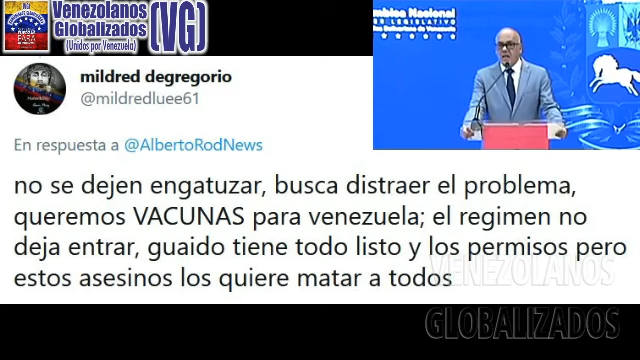 Venezolanos
Globalizados
(Unidos por Venezuela)
(VG)
PARA
Asamblea Nacional
mildred degregorio
@mildredluee61
En respuesta a @AlbertoRodNews
no se dejen engatuzar, busca distraer el problema,
queremos VACUNAS para venezuela; el regimen no
deja entrar, guaido tiene todo listo y los permisos pero
estos asesinos los quiere matar a todos
VENEZOLANOS
GLOBALIZADOS